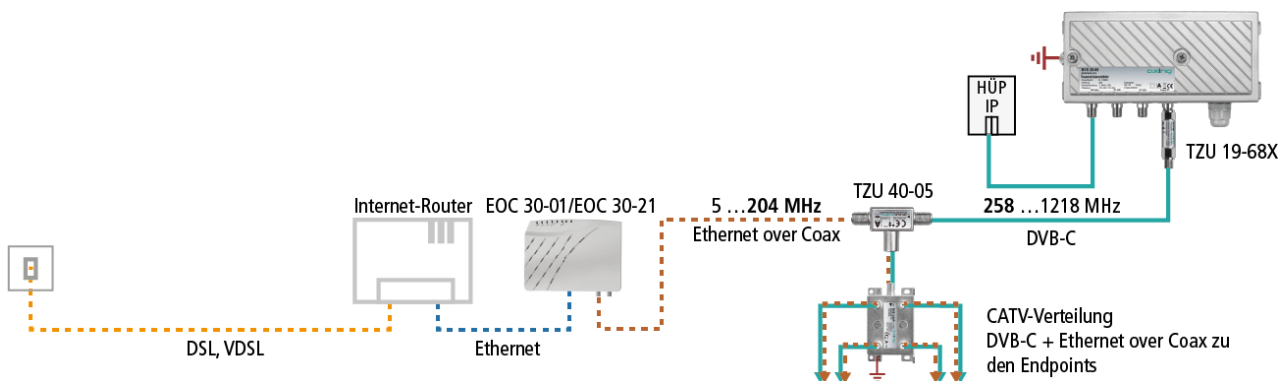 HÜP
IP
axing
TZU 19-68X
TZU 40-05
Internet-Router
EOC 30-01/EOC 30-21
5 …204 MHz
Ethernet over Coax
258 …1218 MHz
DVB-C
DSL, VDSL
Ethernet
CATV-Verteilung
DVB-C + Ethernet over Coax zu
den Endpoints